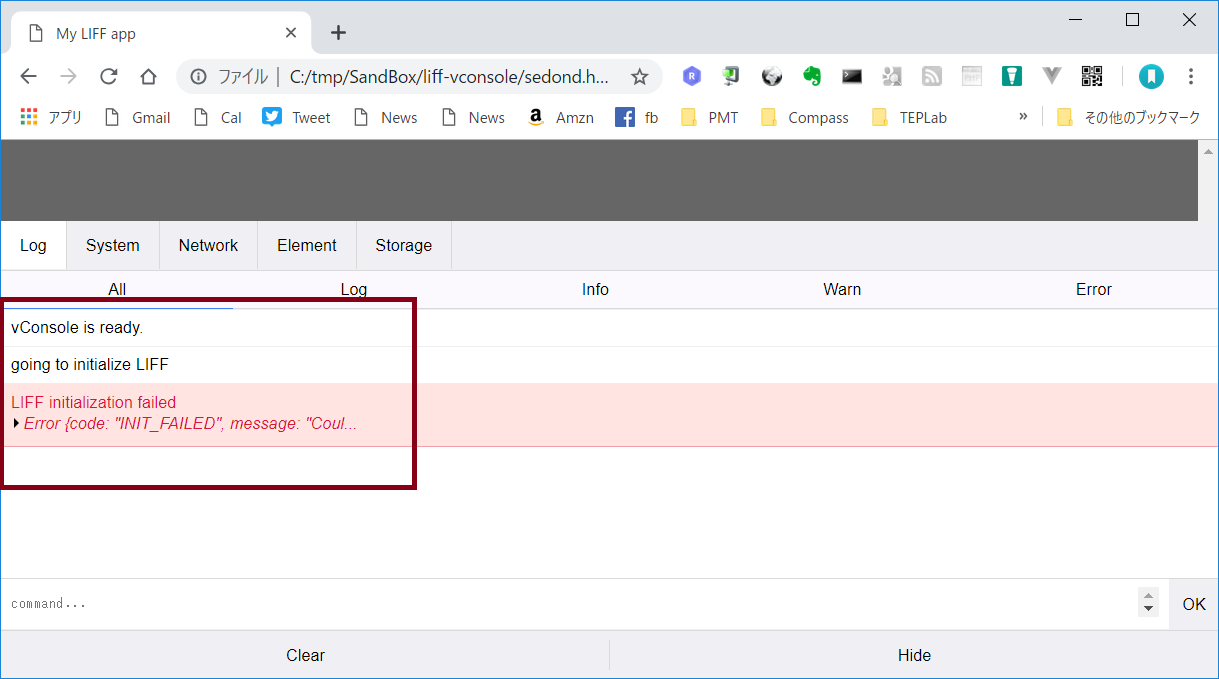 My LIFF app
ファイル | C:/tmp/SandBox/liff-vconsole/sedond.h...
アプリ Gmail Cal Tweet News News Amzn fb PMT Compass TEPLab » その他のブックマーク
Log System Network Element Storage
All Log Info Warn Error
vConsole is ready.
going to initialize LIFF
LIFF initialization failed
Error {code: "INIT_FAILED", message: "Coul...
command...
OK
Clear Hide